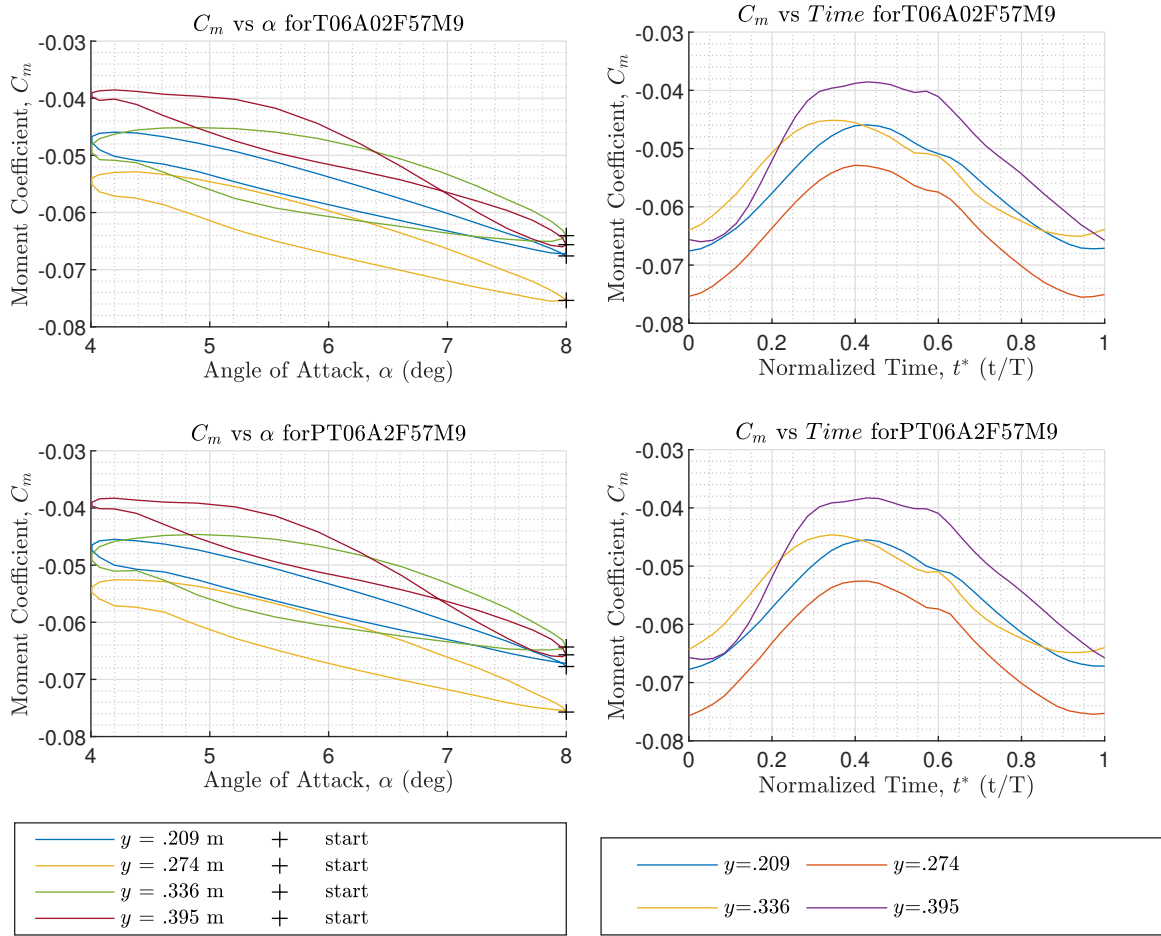 C_m vs α forT06A02F57M9
-0.03
-0.04
-0.05
-0.06
-0.07
-0.08
Moment Coefficient, C_m
4 5 6 7 8
Angle of Attack, α (deg)
C_m vs Time forT06A02F57M9
-0.03
-0.04
-0.05
-0.06
-0.07
-0.08
Moment Coefficient, C_m
0 0.2 0.4 0.6 0.8 1
Normalized Time, t* (t/T)
C_m vs α forPT06A2F57M9
-0.03
-0.04
-0.05
-0.06
-0.07
-0.08
Moment Coefficient, C_m
4 5 6 7 8
Angle of Attack, α (deg)
C_m vs Time forPT06A2F57M9
-0.03
-0.04
-0.05
-0.06
-0.07
-0.08
Moment Coefficient, C_m
0 0.2 0.4 0.6 0.8 1
Normalized Time, t* (t/T)
y = .209 m + start
y = .274 m + start
y = .336 m + start
y = .395 m + start
y=.209 y=.274
y=.336 y=.395